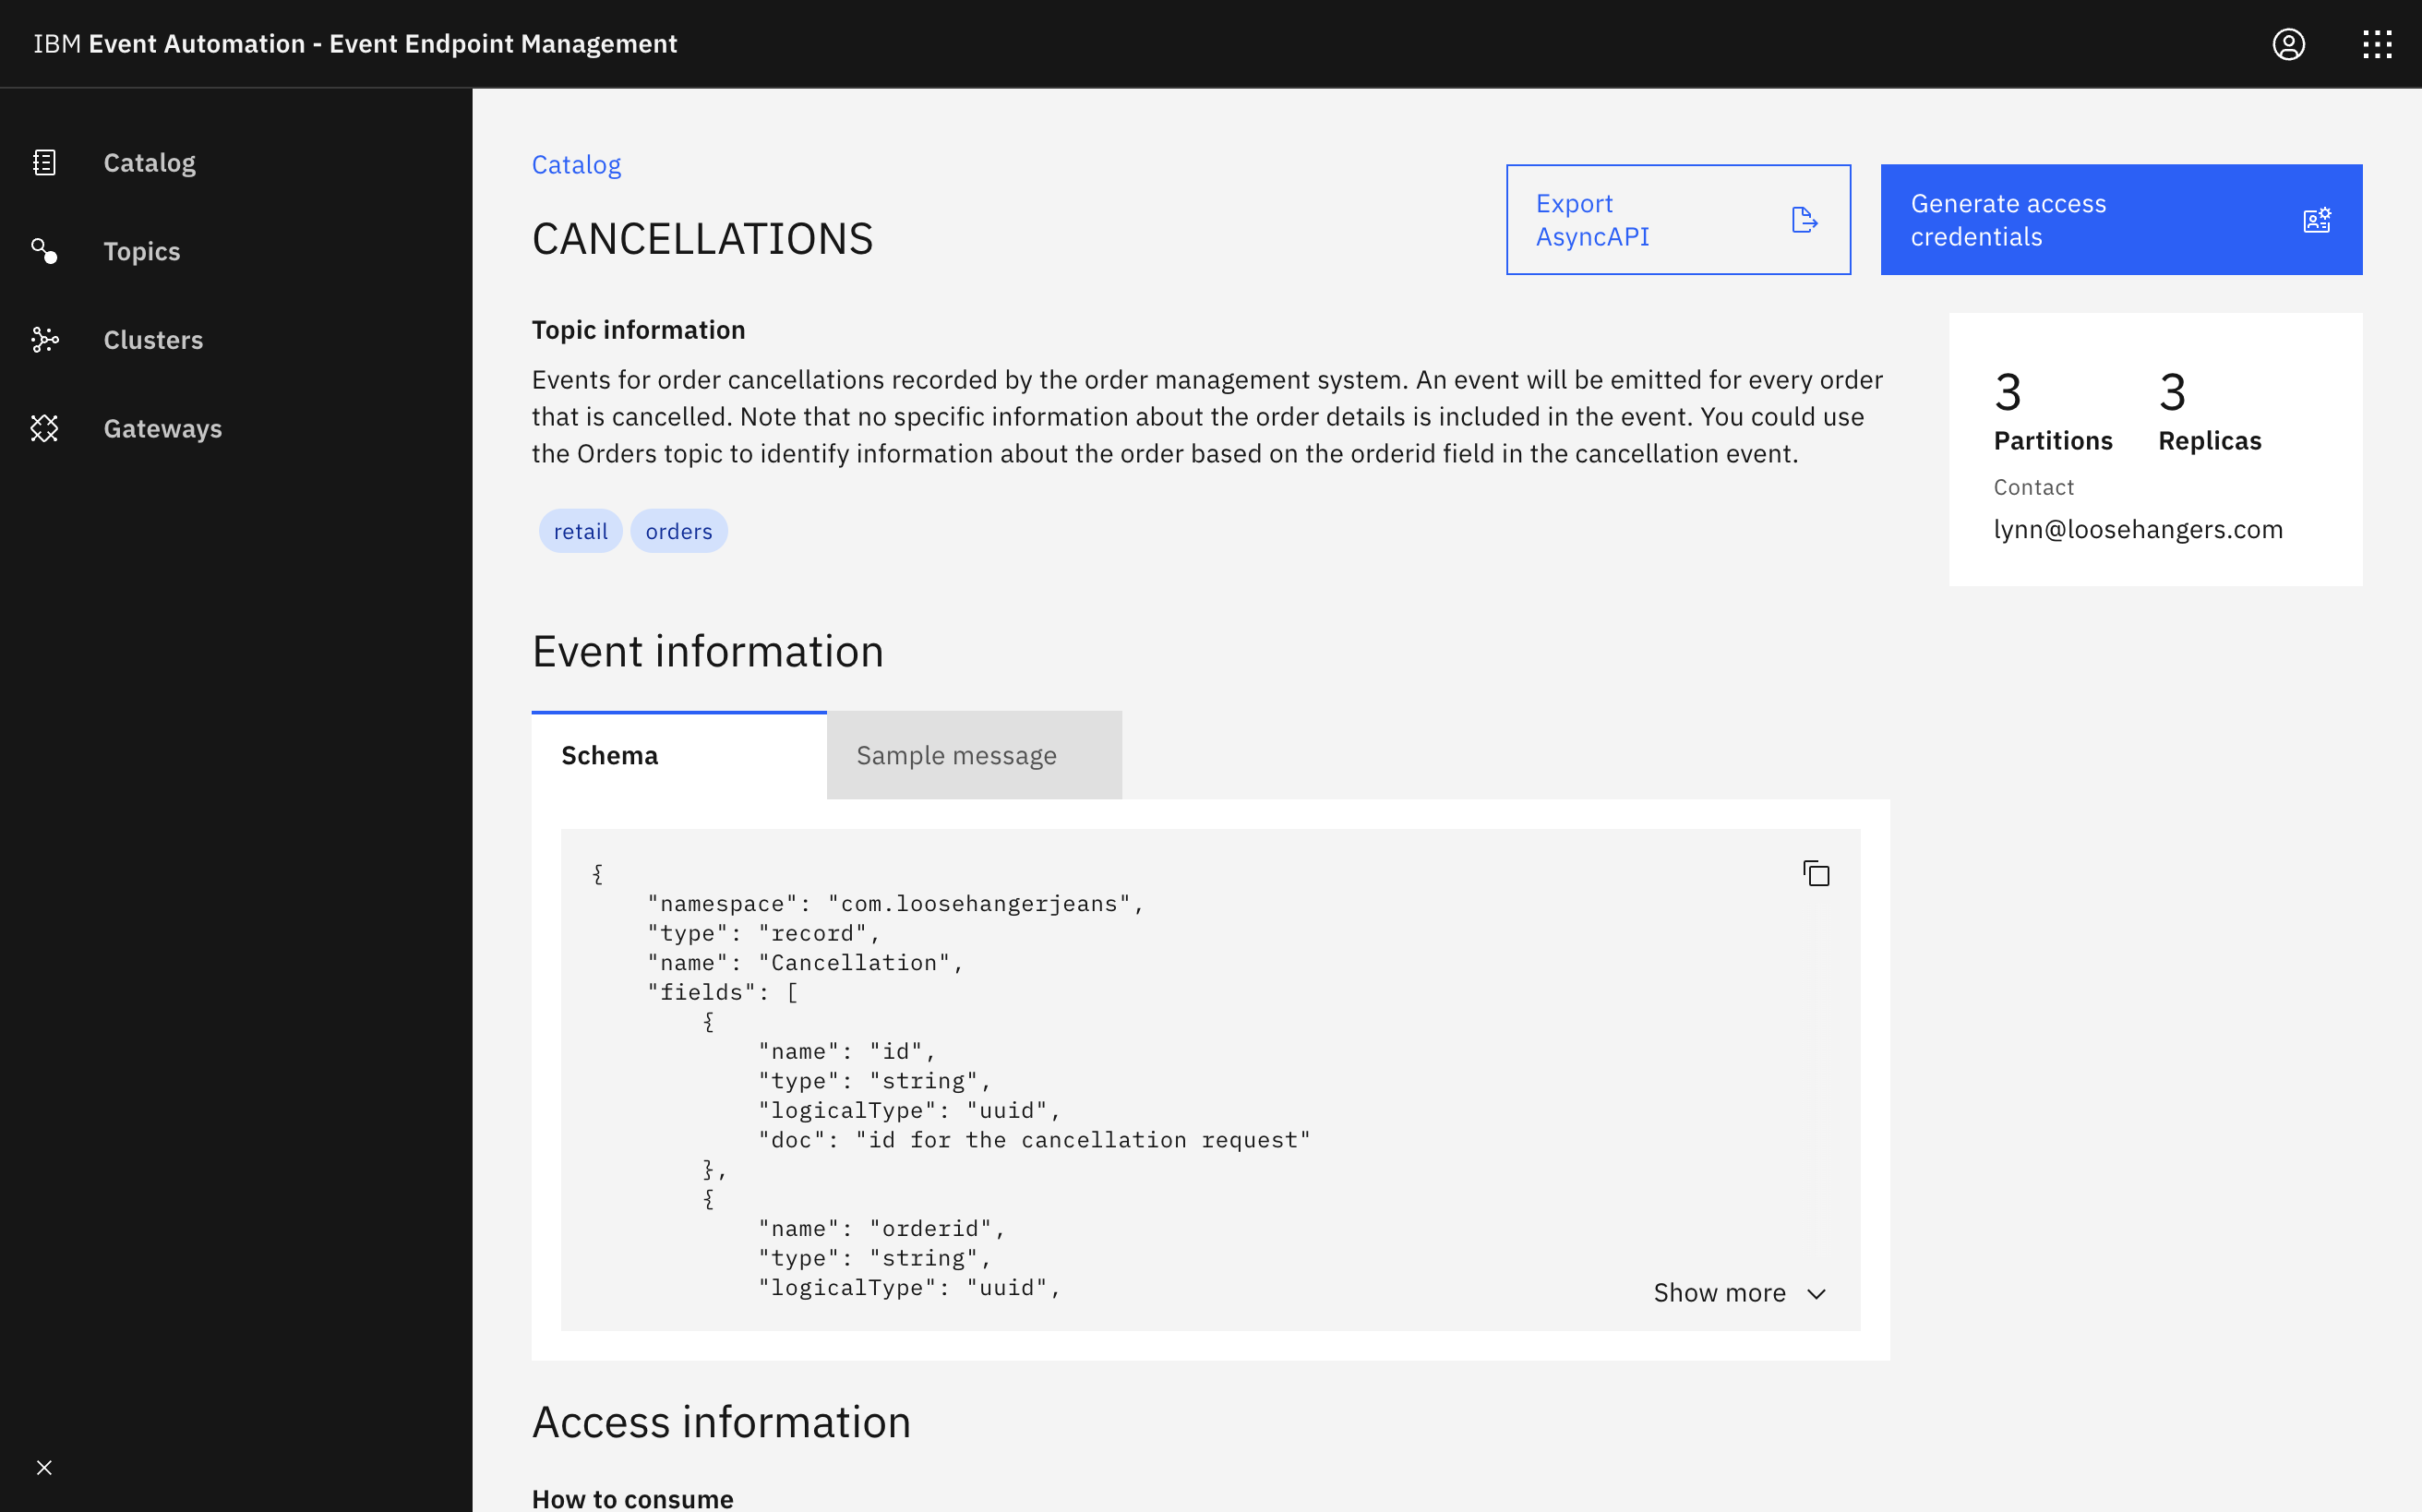 IBM Event Automation - Event Endpoint Management
Catalog
Topics
Clusters
Gateways
Catalog
CANCELLATIONS
Export
AsyncAPI
Generate access
credentials
Topic information
Events for order cancellations recorded by the order management system. An event will be emitted for every order
that is cancelled. Note that no specific information about the order details is included in the event. You could use
the Orders topic to identify information about the order based on the orderid field in the cancellation event.
retail orders
3 3
Partitions Replicas
Contact
lynn@loosehangers.com
Event information
Schema Sample message
{
    "namespace": "com.loosehangerjeans",
    "type": "record",
    "name": "Cancellation",
    "fields": [
        {
            "name": "id",
            "type": "string",
            "logicalType": "uuid",
            "doc": "id for the cancellation request"
        },
        {
            "name": "orderid",
            "type": "string",
            "logicalType": "uuid",
Show more
Access information
How to consume